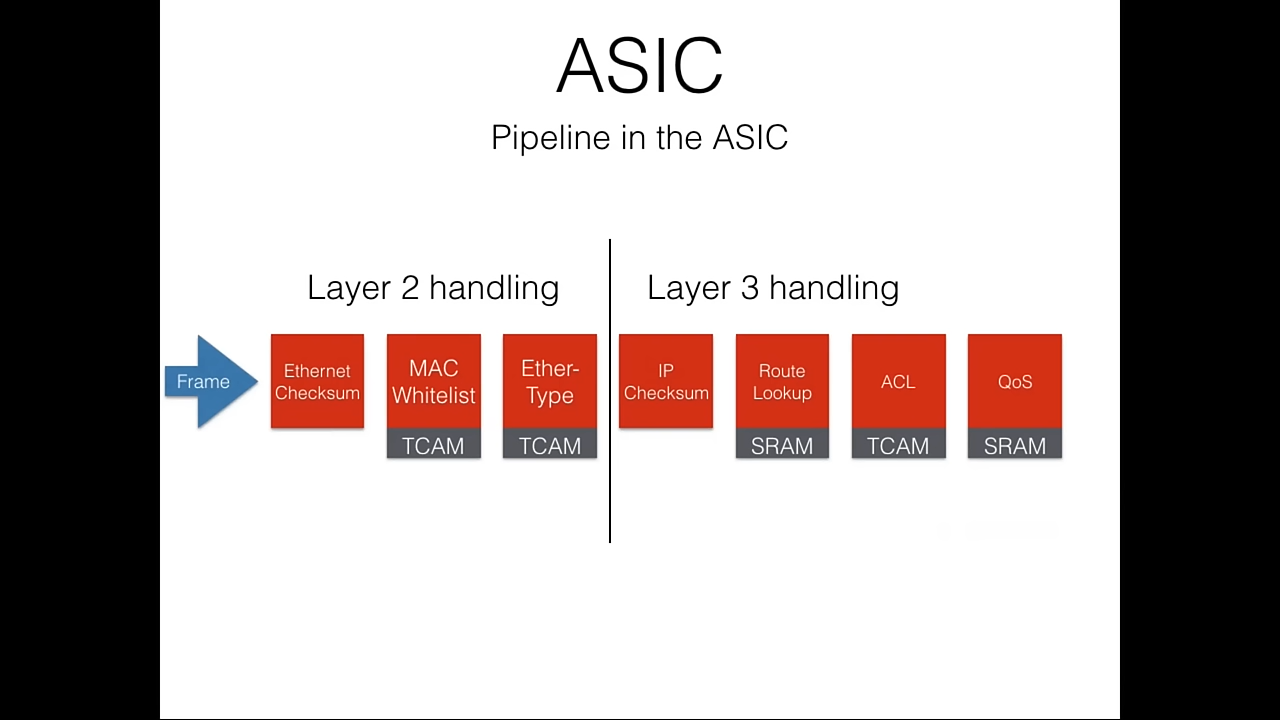 ASIC
Pipeline in the ASIC
Layer 2 handling
Layer 3 handling
Frame
Ethernet
Checksum
MAC
Whitelist
TCAM
Ether-
Type
TCAM
IP
Checksum
Route
Lookup
SRAM
ACL
TCAM
QoS
SRAM